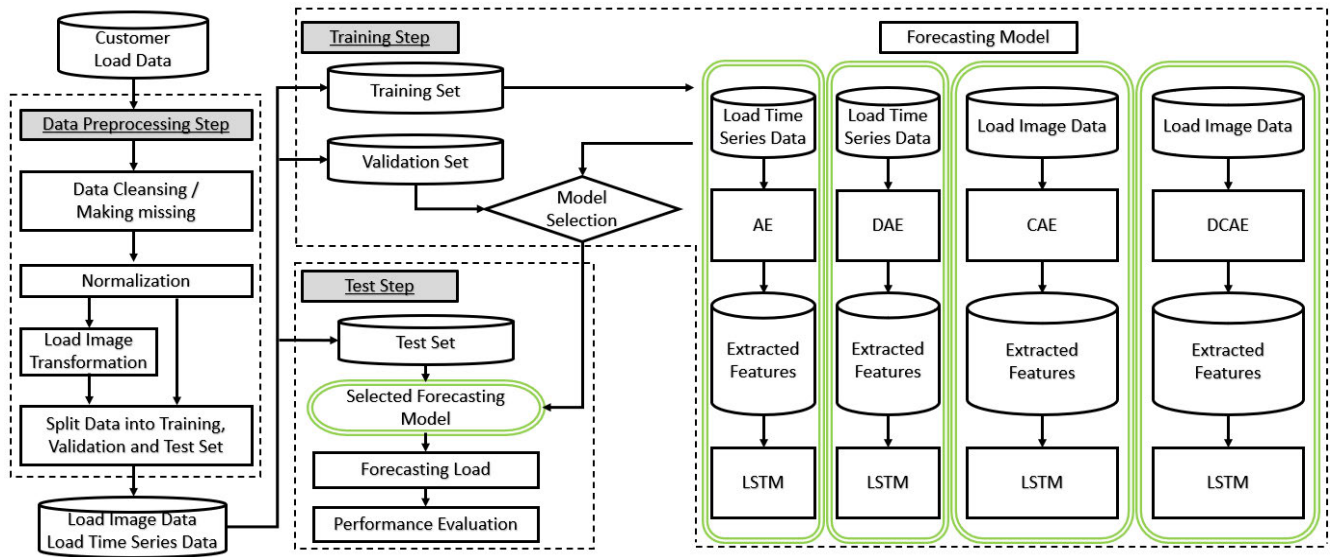 Customer
Load Data
Data Preprocessing Step
Data Cleansing /
Making missing
Normalization
Load Image
Transformation
Split Data into Training,
Validation and Test Set
Load Image Data
Load Time Series Data
Training Step
Training Set
Validation Set
Model
Selection
Test Step
Test Set
Selected Forecasting
Model
Forecasting Load
Performance Evaluation
Forecasting Model
Load Time
Series Data
AE
Extracted
Features
LSTM
Load Time
Series Data
DAE
Extracted
Features
LSTM
Load Image Data
CAE
Extracted
Features
LSTM
Load Image Data
DCAE
Extracted
Features
LSTM